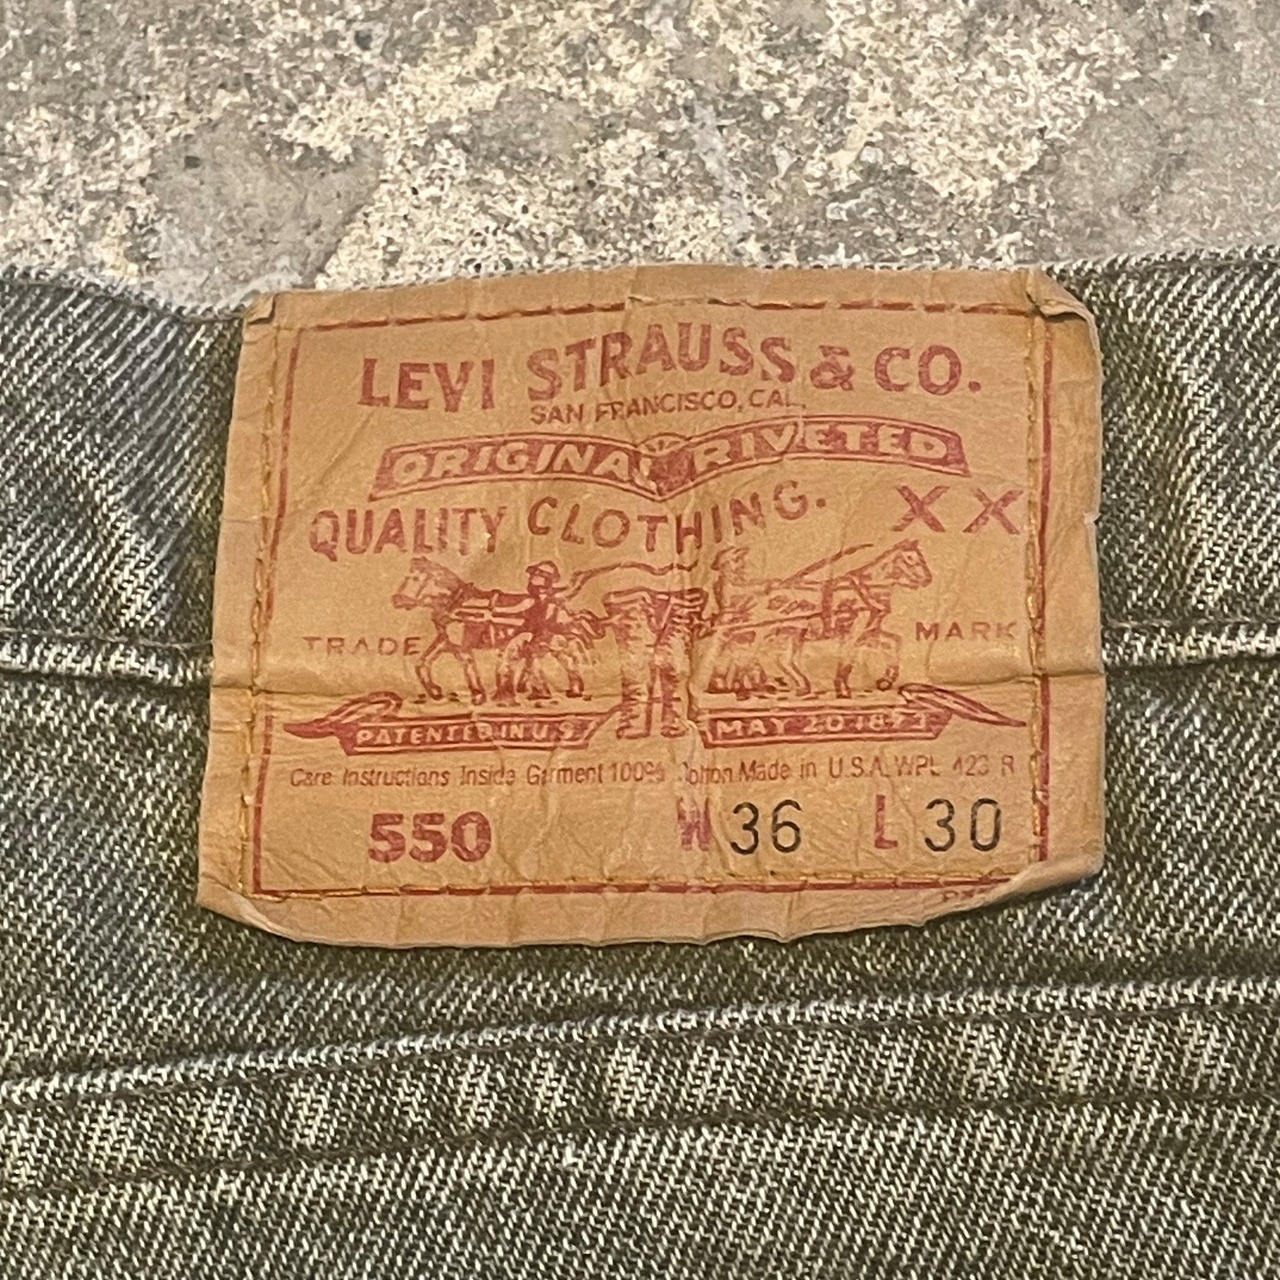 LEVI STRAUSS & CO.
SAN FRANCISCO, CAL.
ORIGINAL RIVETED
QUALITY CLOTHING. XX
TRADE MARK
PATENTED IN U.S. MAY 20 1873
Care Instructions Inside Garment 100% Cotton Made in U.S.A. WPL 423 R
550 W 36 L 30